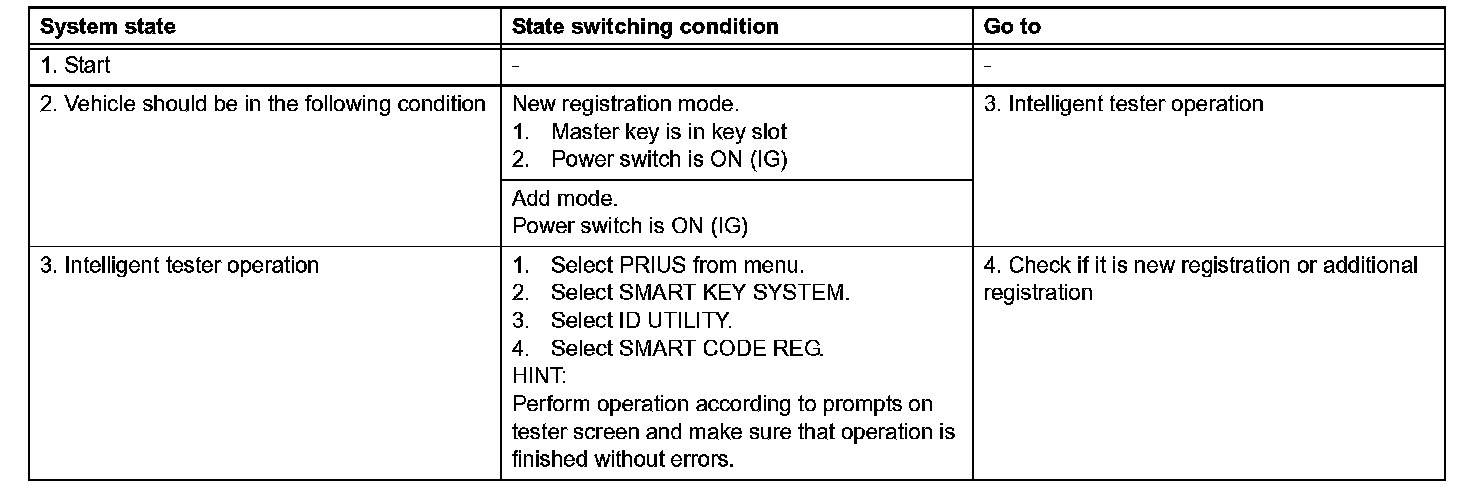 System state
State switching condition
Go to
1. Start
-
-
2. Vehicle should be in the following condition
New registration mode.
1. Master key is in key slot
2. Power switch is ON (IG)
Add mode.
Power switch is ON (IG)
3. Intelligent tester operation
3. Intelligent tester operation
1. Select PRIUS from menu.
2. Select SMART KEY SYSTEM.
3. Select ID UTILITY.
4. Select SMART CODE REG.
HINT:
Perform operation according to prompts on
tester screen and make sure that operation is
finished without errors.
4. Check if it is new registration or additional
registration